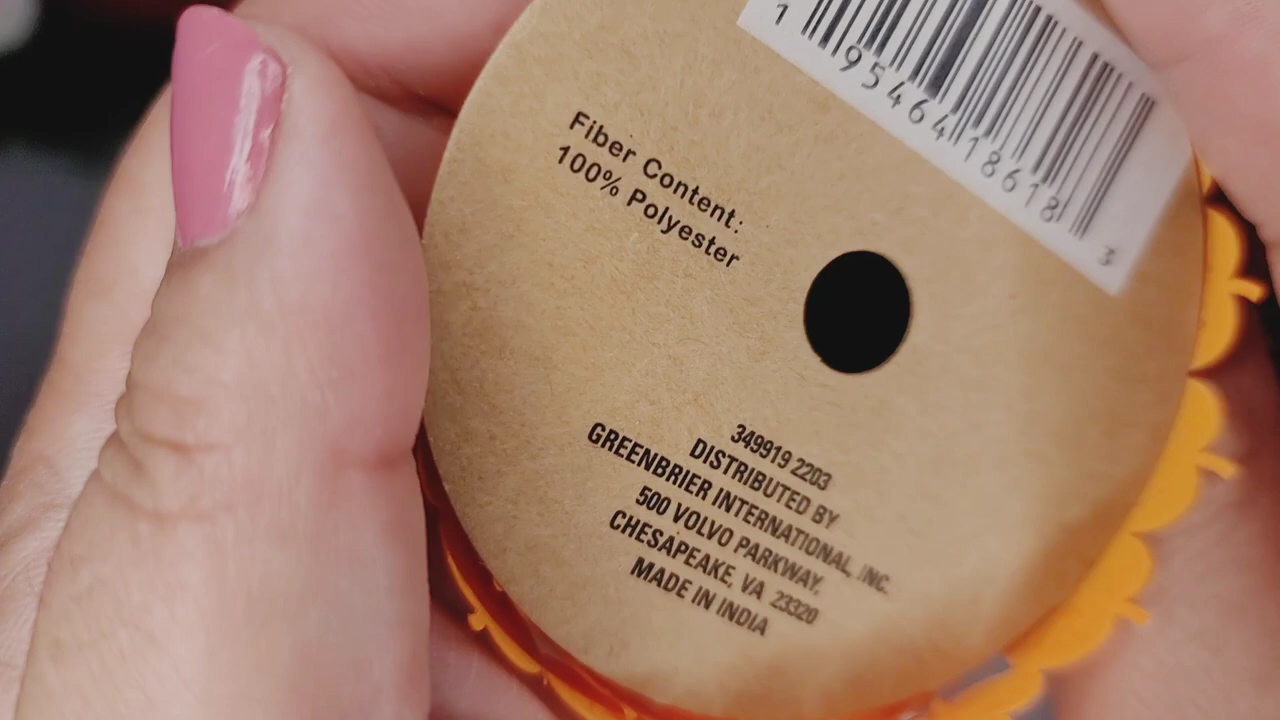 1 95464 18618 3
Fiber Content:
100% Polyester
349919 2203
DISTRIBUTED BY
GREENBRIER INTERNATIONAL, INC.
500 VOLVO PARKWAY,
CHESAPEAKE, VA 23320
MADE IN INDIA